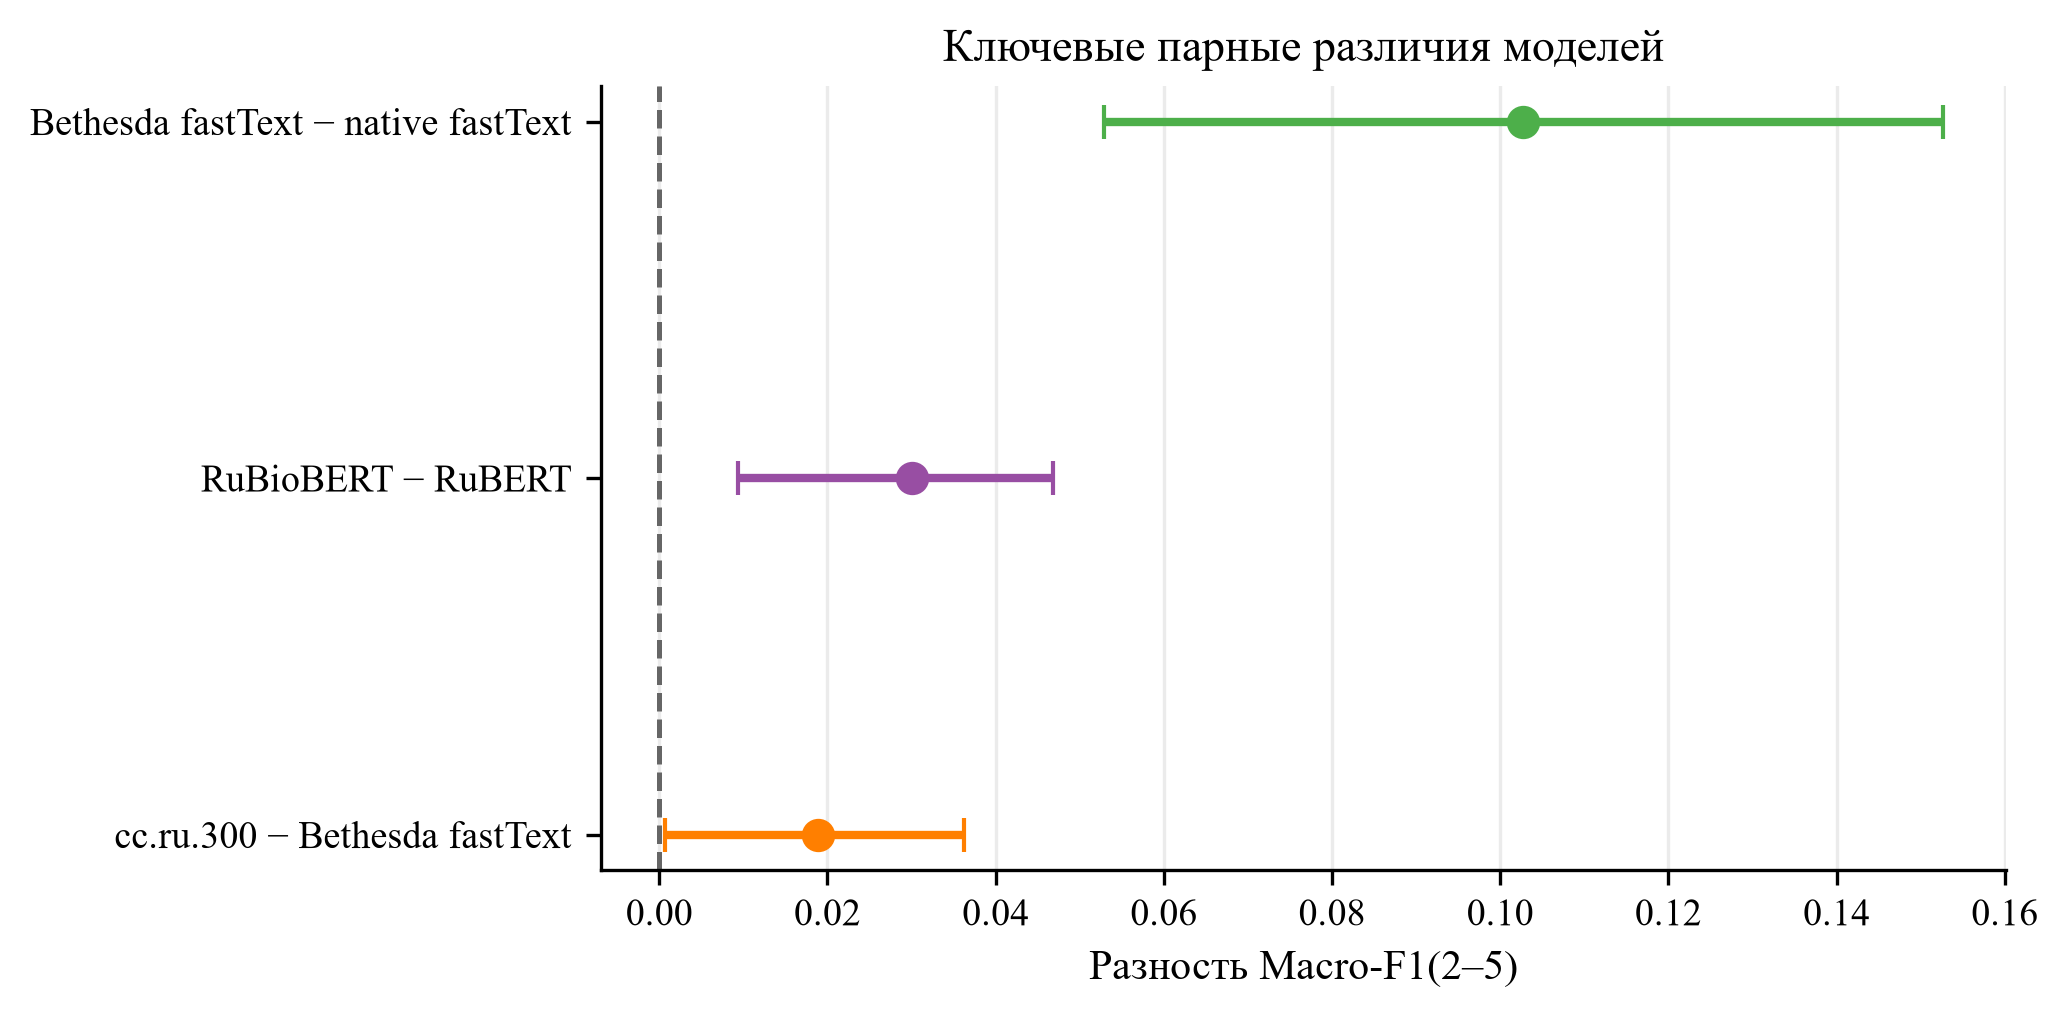 Ключевые парные различия моделей
Bethesda fastText − native fastText
RuBioBERT − RuBERT
cc.ru.300 − Bethesda fastText
0.00 0.02 0.04 0.06 0.08 0.10 0.12 0.14 0.16
Разность Macro-F1(2–5)